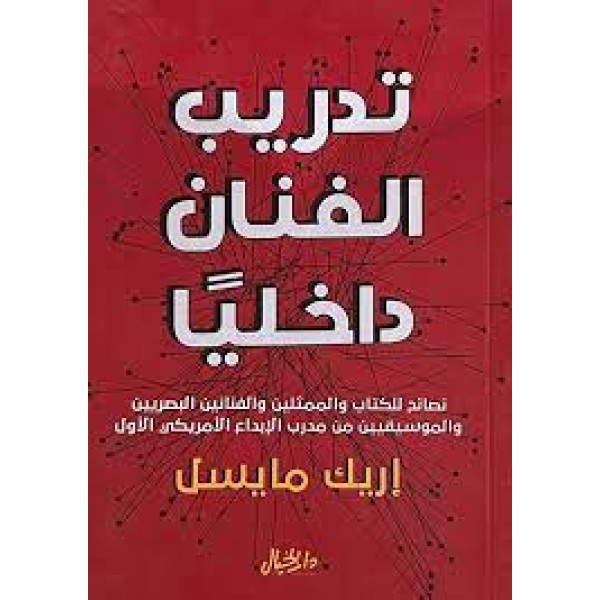 تدريب
الفنان
داخليًا
نصائح للكتاب والممثلين والفنانين البصريين
والموسيقيين من مدرب الإبداع الأمريكي الأول
إريك مايسل
دار الخيال